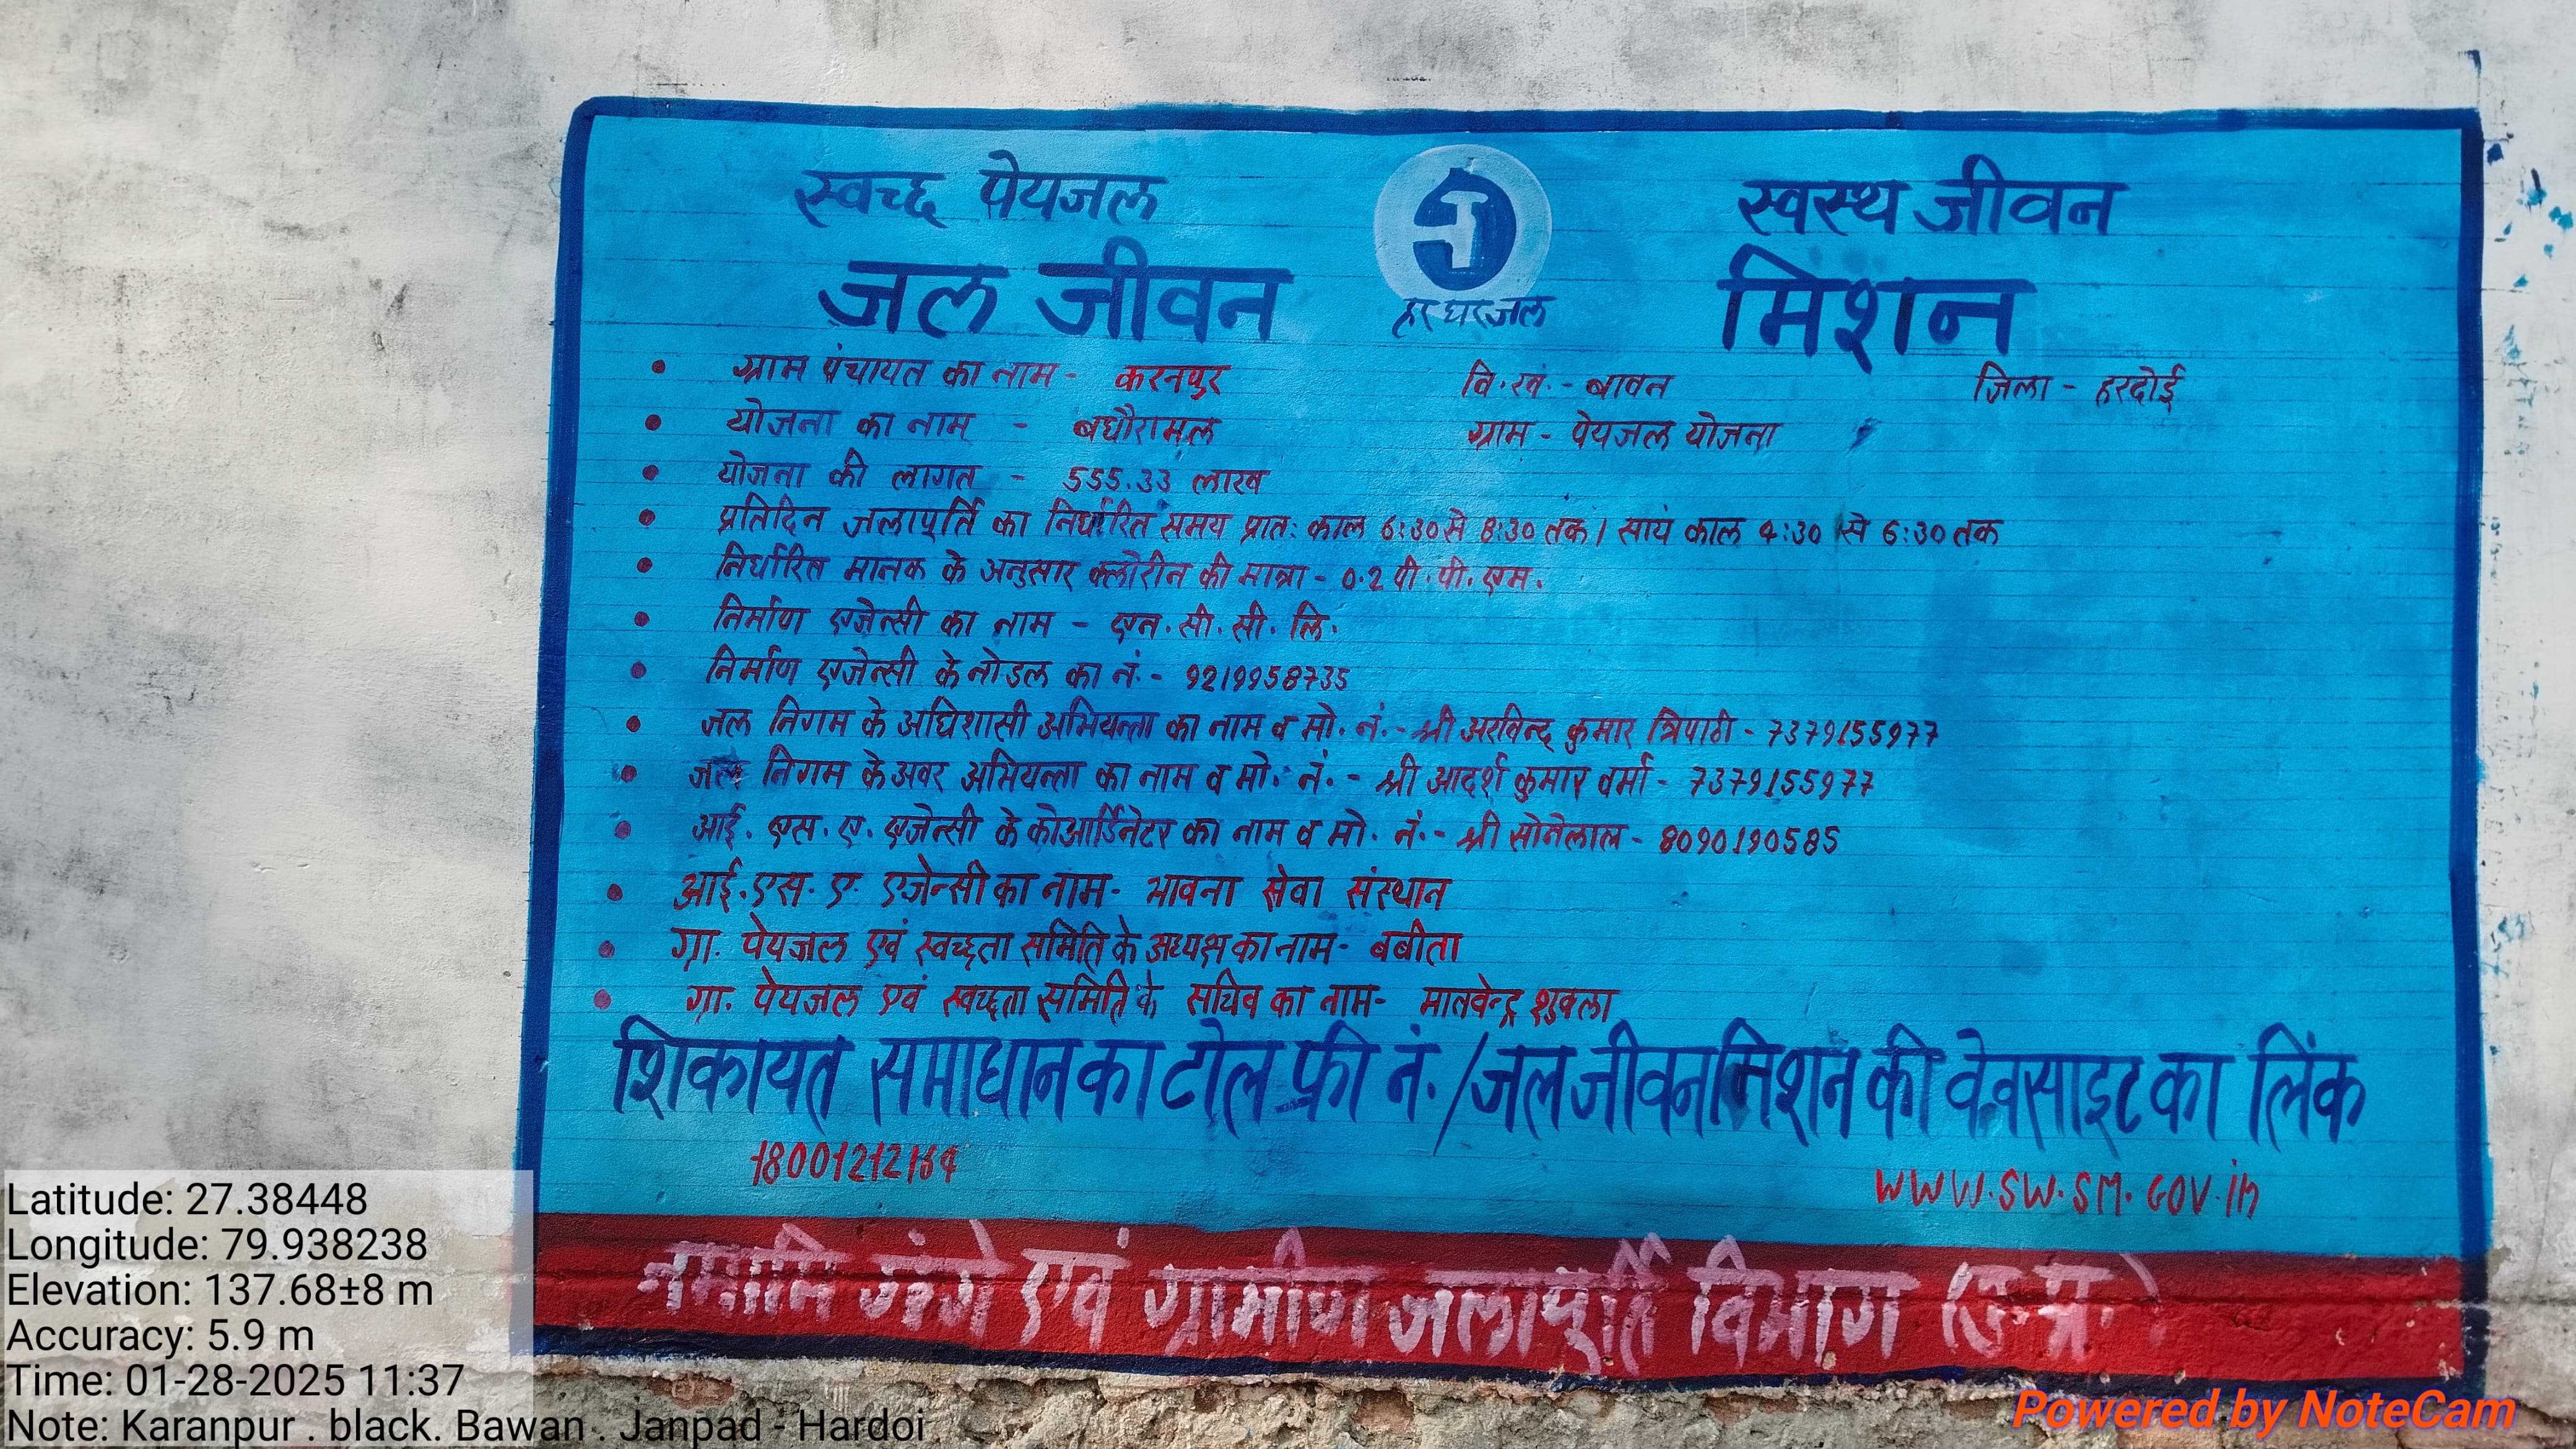 स्वच्छ पेयजल
स्वस्थ जीवन
जल जीवन
मिशन
हर घर जल
• ग्राम पंचायत का नाम - करनपुर वि.ख. - बावन जिला - हरदोई
• योजना का नाम - बघौरामल ग्राम - पेयजल योजना
• योजना की लागत - 555.33 लाख
• प्रतिदिन जलापूर्ति का निर्धारित समय प्रातः काल 6:30 से 8:30 तक / सायं काल 4:30 से 6:30 तक
• निर्धारित मानक के अनुसार क्लोरीन की मात्रा - 0.2 पी.पी.एम.
• निर्माण एजेन्सी का नाम - एन.सी.सी.लि.
• निर्माण एजेन्सी के नोडल का नं. - 9219958735
• जल निगम के अधिशासी अभियन्ता का नाम व मो. नं. - श्री अरविन्द कुमार त्रिपाठी - 7379155977
• जल निगम के अवर अभियन्ता का नाम व मो. नं. - श्री आदर्श कुमार वर्मा - 7379155977
• आई.एस.ए. एजेन्सी के कोआर्डिनेटर का नाम व मो. नं. - श्री सोनेलाल - 8090190585
• आई.एस.ए. एजेन्सी का नाम - भावना सेवा संस्थान
• ग्रा. पेयजल एवं स्वच्छता समिति के अध्यक्ष का नाम - बबीता
• ग्रा. पेयजल एवं स्वच्छता समिति के सचिव का नाम - मानवेन्द्र शुक्ला
शिकायत समाधान का टोल फ्री नं. / जल जीवन मिशन की वेबसाइट का लिंक
18001212164
WWW.SW.SM.GOV.in
नमामि गंगे एवं ग्रामीण जलापूर्ति विभाग (उ.प्र.)
Latitude: 27.38448
Longitude: 79.938238
Elevation: 137.68±8 m
Accuracy: 5.9 m
Time: 01-28-2025 11:37
Note: Karanpur . black. Bawan . Janpad - Hardoi
Powered by NoteCam